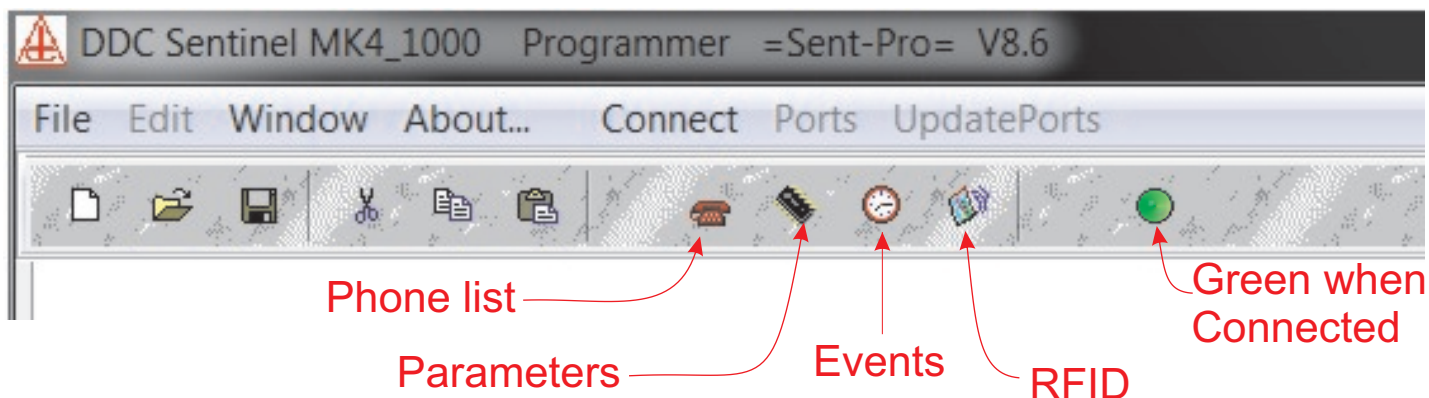 DDC Sentinel MK4_1000 Programmer =Sent-Pro= V8.6
File Edit Window About... Connect Ports UpdatePorts
Phone list
Parameters
Events
RFID
Green when
Connected